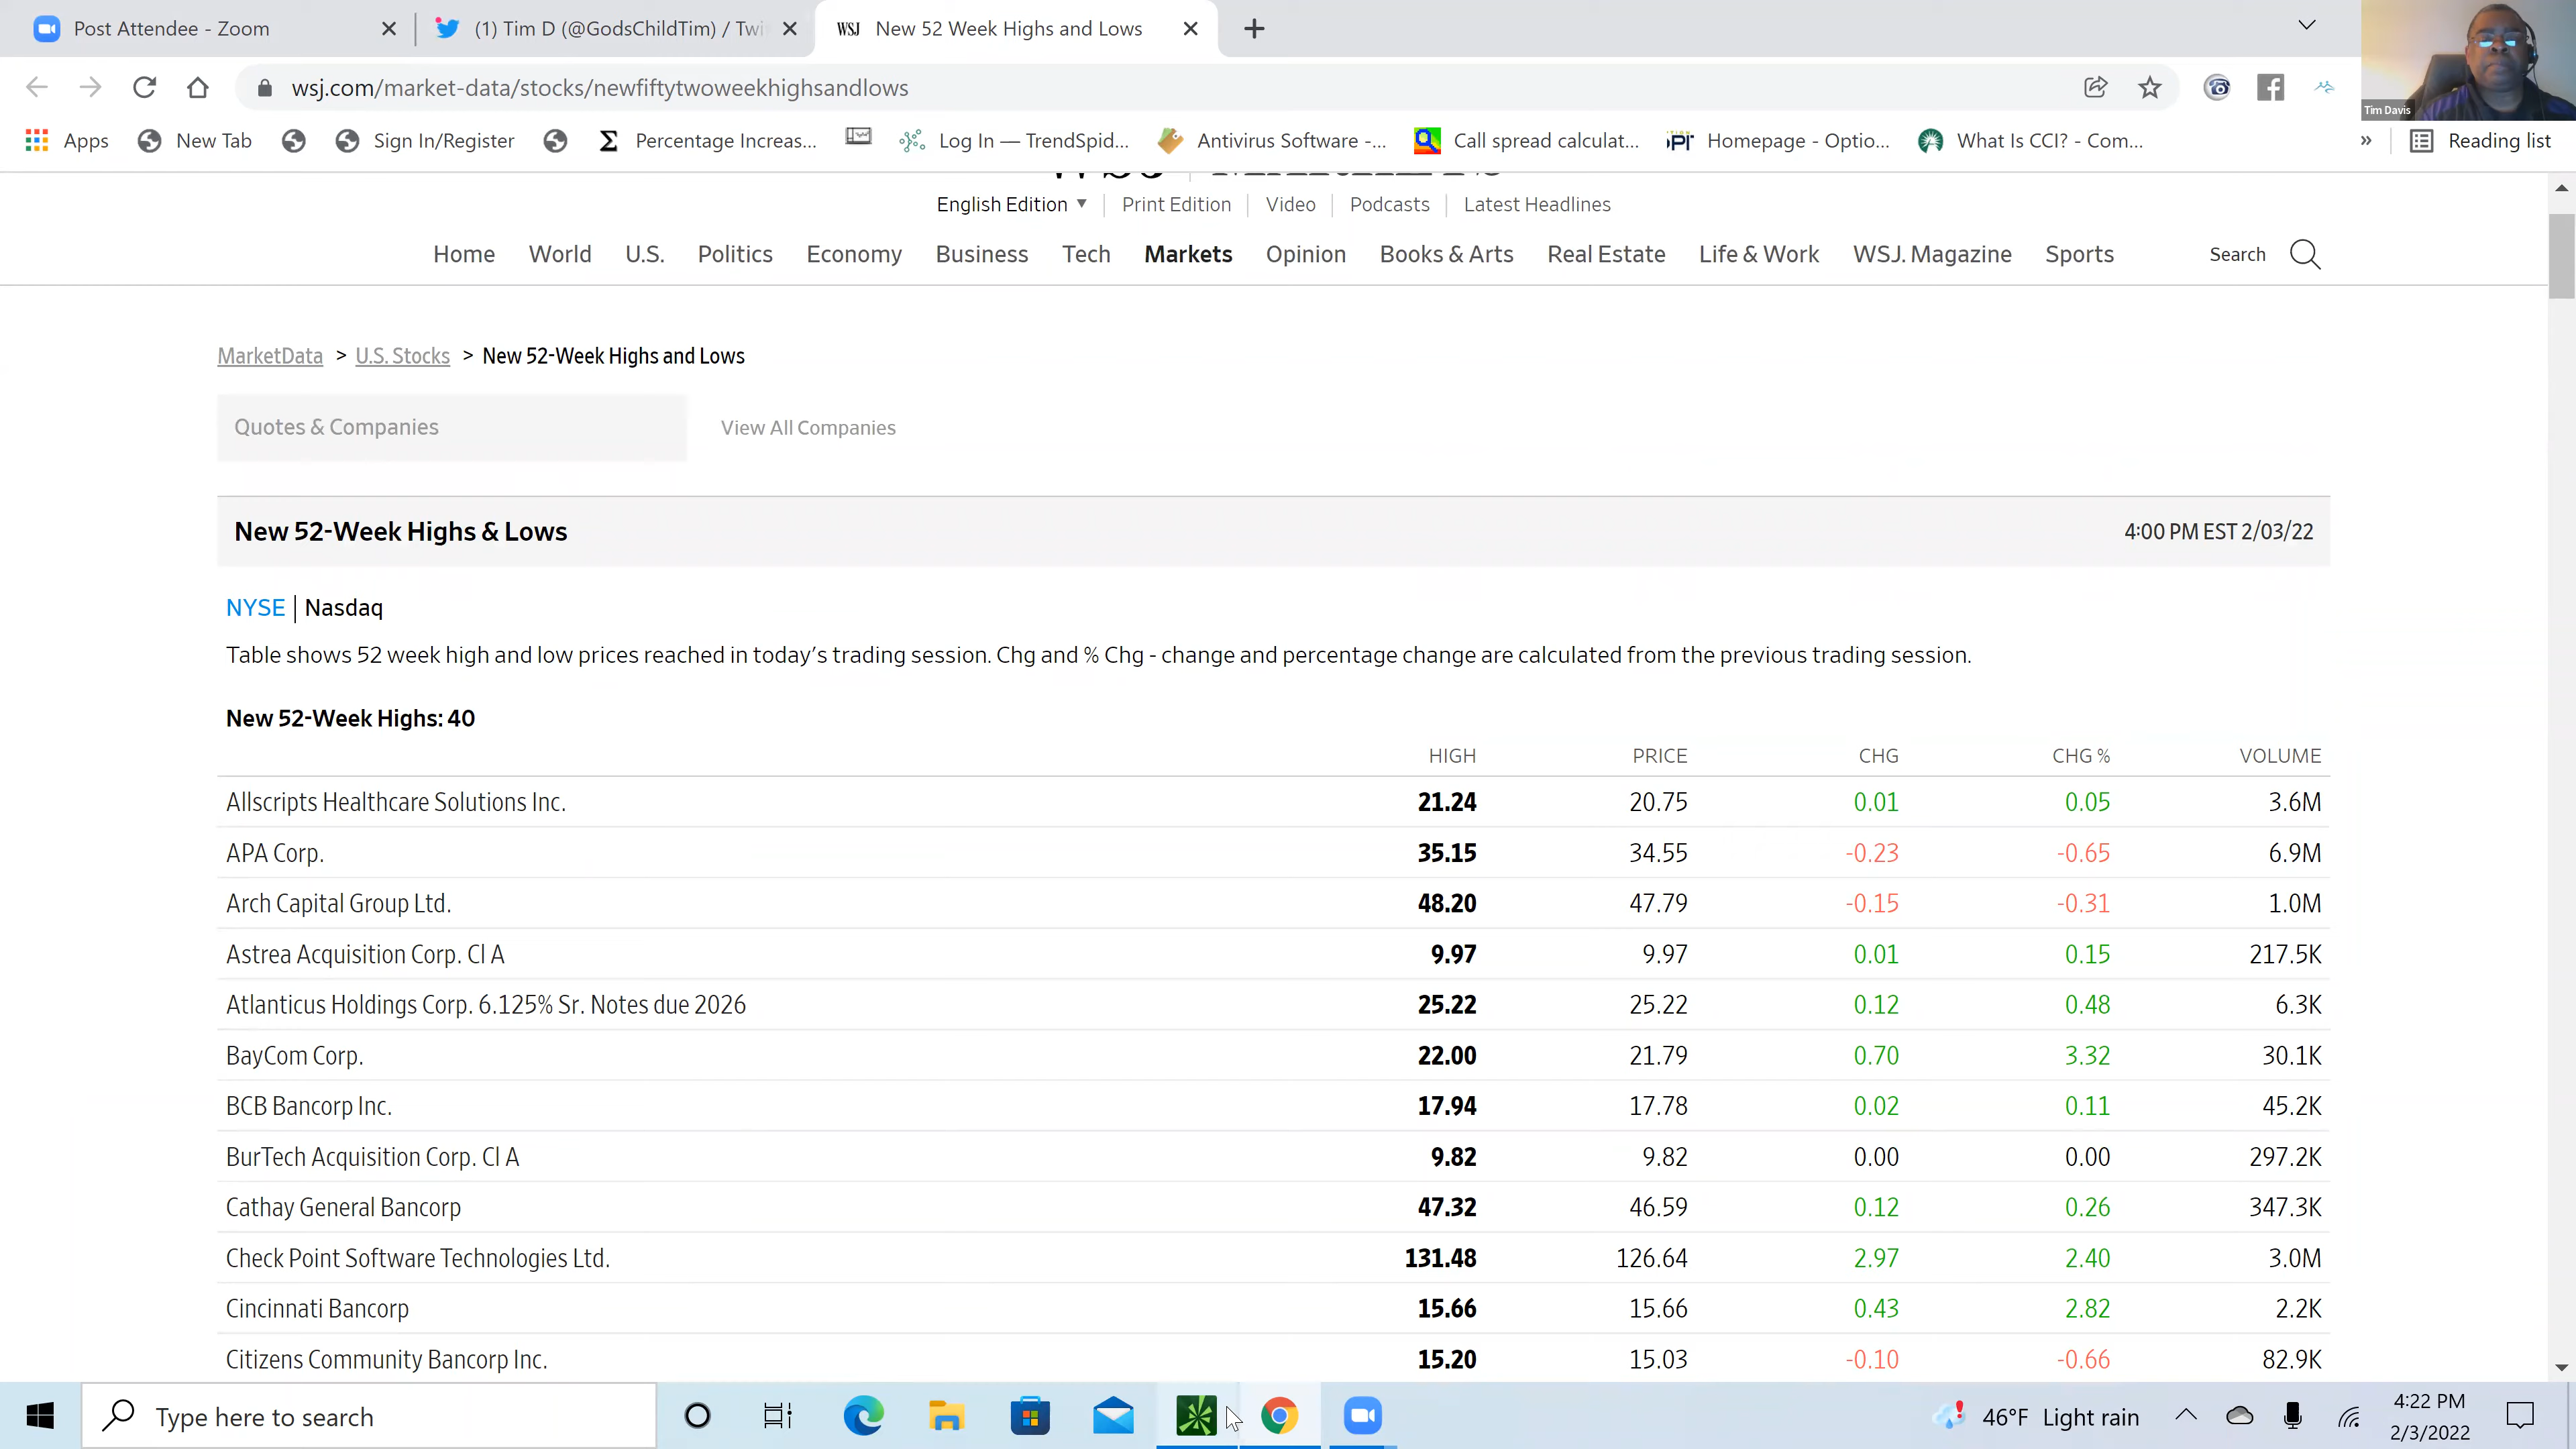 Post Attendee - Zoom
(1) Tim D (@GodsChildTim) / Twi
WSJ New 52 Week Highs and Lows
wsj.com/market-data/stocks/newfiftytwoweekhighsandlows
Tim Davis
Apps New Tab Sign In/Register Σ Percentage Increas... Log In — TrendSpid... Antivirus Software -... Call spread calculat... Homepage - Optio... What Is CCI? - Com... » Reading list
English Edition ▼ | Print Edition | Video | Podcasts | Latest Headlines
Home World U.S. Politics Economy Business Tech Markets Opinion Books & Arts Real Estate Life & Work WSJ. Magazine Sports Search
MarketData > U.S. Stocks > New 52-Week Highs and Lows
Quotes & Companies View All Companies
New 52-Week Highs & Lows 4:00 PM EST 2/03/22
NYSE | Nasdaq
Table shows 52 week high and low prices reached in today's trading session. Chg and % Chg - change and percentage change are calculated from the previous trading session.
New 52-Week Highs: 40
HIGH PRICE CHG CHG % VOLUME
Allscripts Healthcare Solutions Inc. 21.24 20.75 0.01 0.05 3.6M
APA Corp. 35.15 34.55 -0.23 -0.65 6.9M
Arch Capital Group Ltd. 48.20 47.79 -0.15 -0.31 1.0M
Astrea Acquisition Corp. Cl A 9.97 9.97 0.01 0.15 217.5K
Atlanticus Holdings Corp. 6.125% Sr. Notes due 2026 25.22 25.22 0.12 0.48 6.3K
BayCom Corp. 22.00 21.79 0.70 3.32 30.1K
BCB Bancorp Inc. 17.94 17.78 0.02 0.11 45.2K
BurTech Acquisition Corp. Cl A 9.82 9.82 0.00 0.00 297.2K
Cathay General Bancorp 47.32 46.59 0.12 0.26 347.3K
Check Point Software Technologies Ltd. 131.48 126.64 2.97 2.40 3.0M
Cincinnati Bancorp 15.66 15.66 0.43 2.82 2.2K
Citizens Community Bancorp Inc. 15.20 15.03 -0.10 -0.66 82.9K
Type here to search
46°F Light rain
4:22 PM
2/3/2022